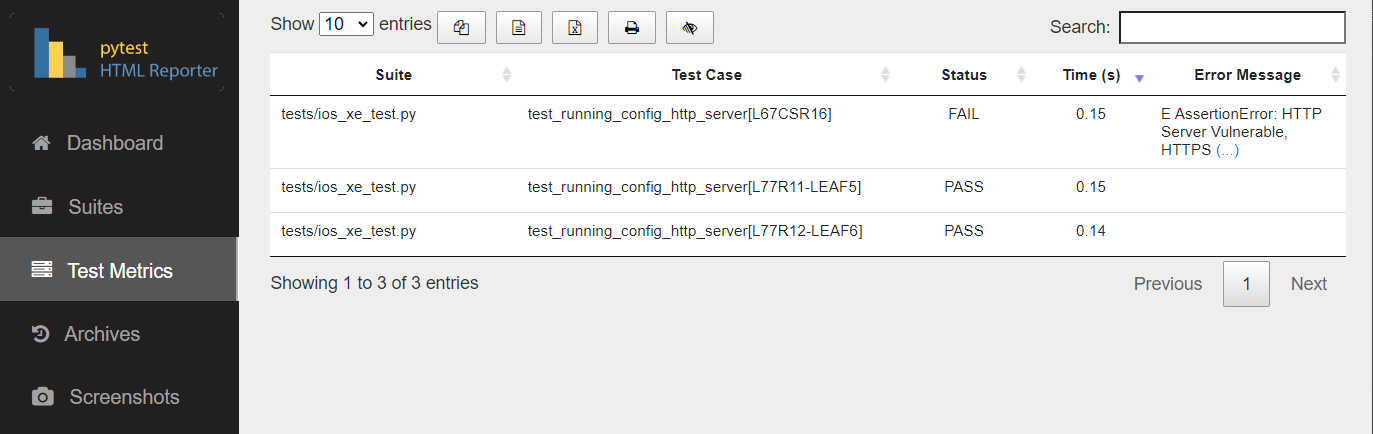 pytest
HTML Reporter
Dashboard
Suites
Test Metrics
Archives
Screenshots
Show 10 entries
Search:
Suite Test Case Status Time (s) Error Message
tests/ios_xe_test.py test_running_config_http_server[L67CSR16] FAIL 0.15 E AssertionError: HTTP
Server Vulnerable,
HTTPS (...)
tests/ios_xe_test.py test_running_config_http_server[L77R11-LEAF5] PASS 0.15
tests/ios_xe_test.py test_running_config_http_server[L77R12-LEAF6] PASS 0.14
Showing 1 to 3 of 3 entries
Previous 1 Next